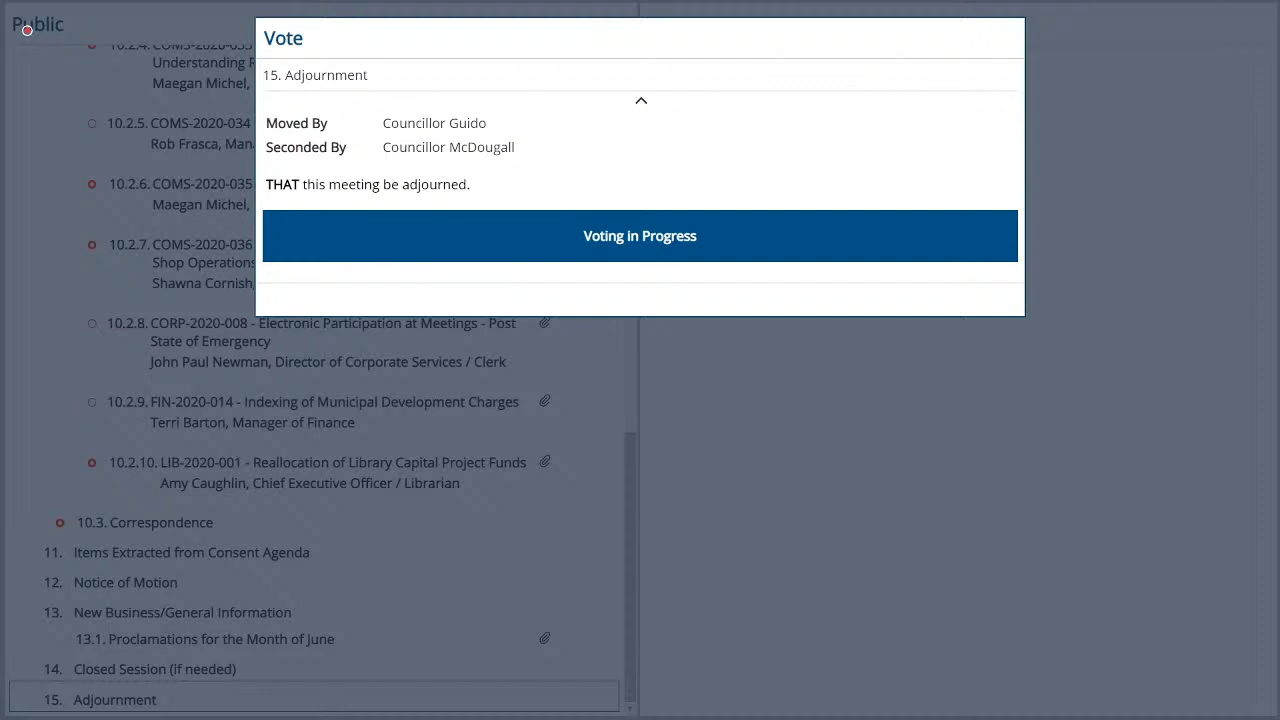 Public
Vote
15. Adjournment
Moved By Councillor Guido
Seconded By Councillor McDougall
THAT this meeting be adjourned.
Voting in Progress
10.2.4. COMS-2020-033
Understanding R
Maegan Michel,
10.2.5. COMS-2020-034
Rob Frasca, Man
10.2.6. COMS-2020-035
Maegan Michel,
10.2.7. COMS-2020-036
Shop Operations
Shawna Cornish,
10.2.8. CORP-2020-008 - Electronic Participation at Meetings - Post
State of Emergency
John Paul Newman, Director of Corporate Services / Clerk
10.2.9. FIN-2020-014 - Indexing of Municipal Development Charges
Terri Barton, Manager of Finance
10.2.10. LIB-2020-001 - Reallocation of Library Capital Project Funds
Amy Caughlin, Chief Executive Officer / Librarian
10.3. Correspondence
11. Items Extracted from Consent Agenda
12. Notice of Motion
13. New Business/General Information
13.1. Proclamations for the Month of June
14. Closed Session (if needed)
15. Adjournment